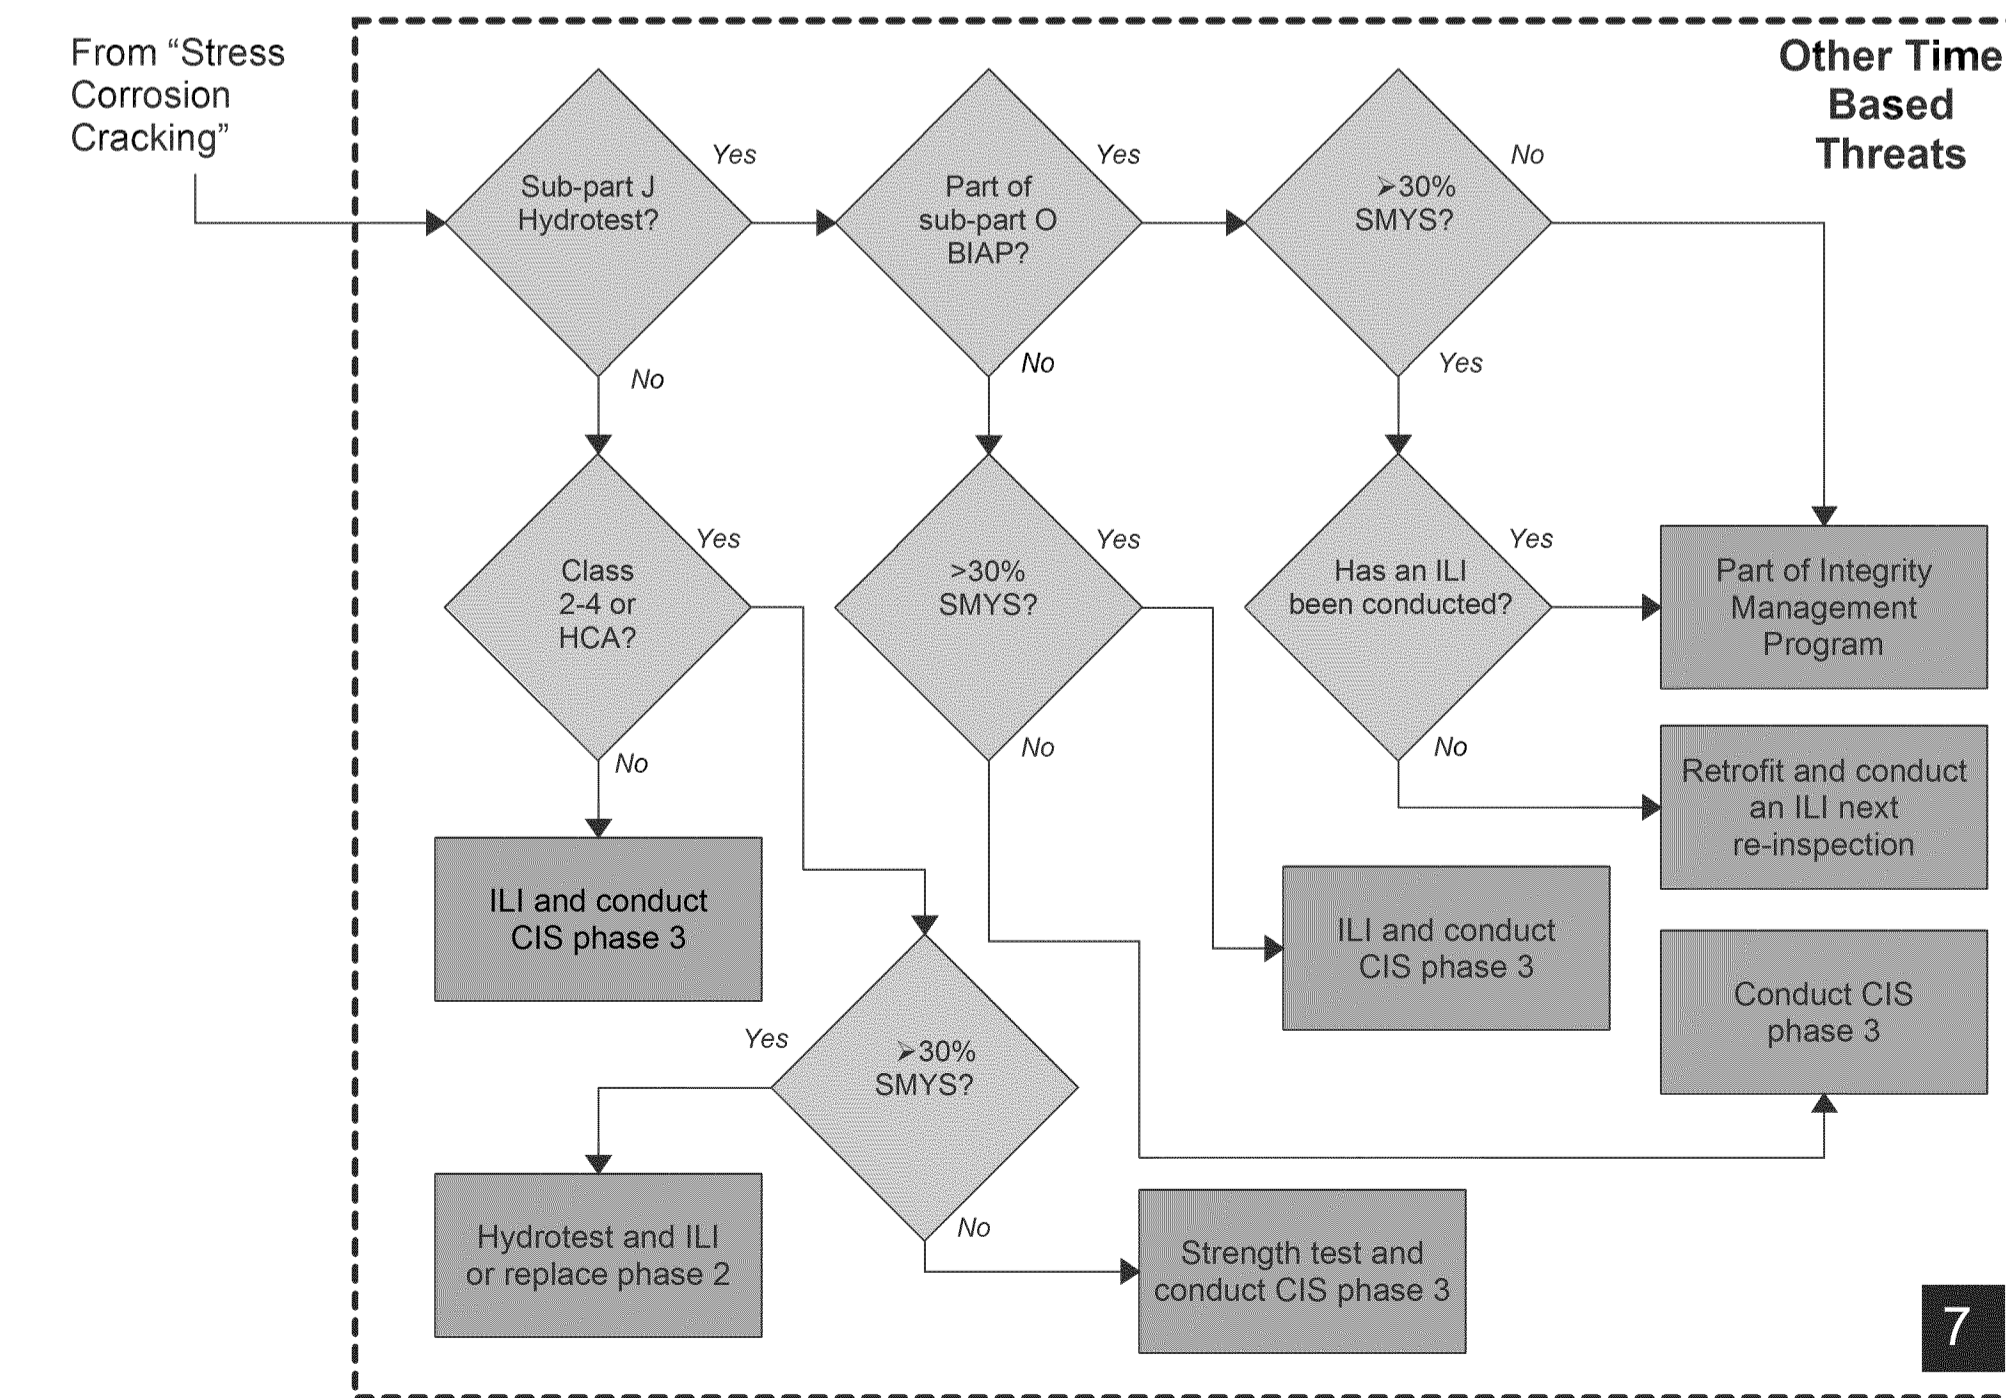 From “Stress
Corrosion
Cracking”
Other Time
Based
Threats
Sub-part J
Hydrotest?
Yes
No
Part of
sub-part O
BIAP?
Yes
No
➢30%
SMYS?
No
Yes
Class
2-4 or
HCA?
Yes
No
>30%
SMYS?
Yes
No
Has an ILI
been conducted?
Yes
No
Part of Integrity
Management
Program
Retrofit and conduct
an ILI next
re-inspection
ILI and conduct
CIS phase 3
ILI and conduct
CIS phase 3
Conduct CIS
phase 3
➢30%
SMYS?
Yes
No
Hydrotest and ILI
or replace phase 2
Strength test and
conduct CIS phase 3
7